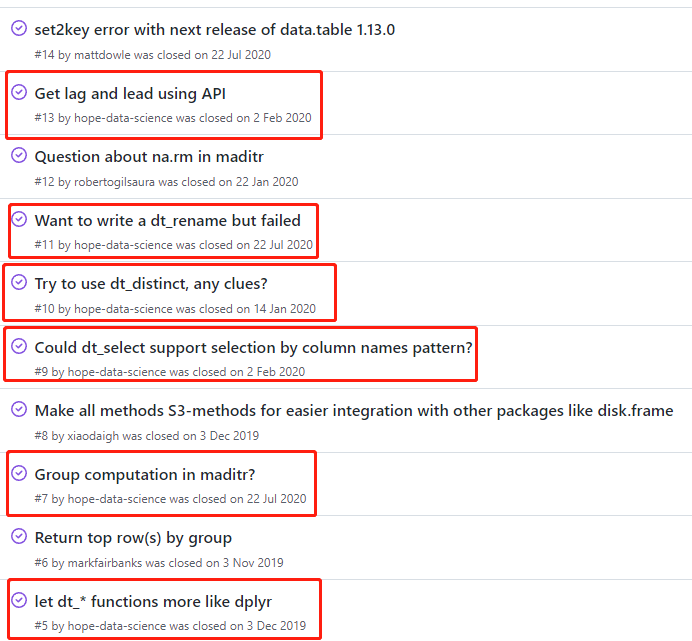 set2key error with next release of data.table 1.13.0
#14 by mattdowle was closed on 22 Jul 2020
Get lag and lead using API
#13 by hope-data-science was closed on 2 Feb 2020
Question about na.rm in maditr
#12 by robertogilsaura was closed on 22 Jan 2020
Want to write a dt_rename but failed
#11 by hope-data-science was closed on 22 Jul 2020
Try to use dt_distinct, any clues?
#10 by hope-data-science was closed on 14 Jan 2020
Could dt_select support selection by column names pattern?
#9 by hope-data-science was closed on 2 Feb 2020
Make all methods S3-methods for easier integration with other packages like disk.frame
#8 by xiaodaigh was closed on 3 Dec 2019
Group computation in maditr?
#7 by hope-data-science was closed on 22 Jul 2020
Return top row(s) by group
#6 by markfairbanks was closed on 3 Nov 2019
let dt_* functions more like dplyr
#5 by hope-data-science was closed on 3 Dec 2019